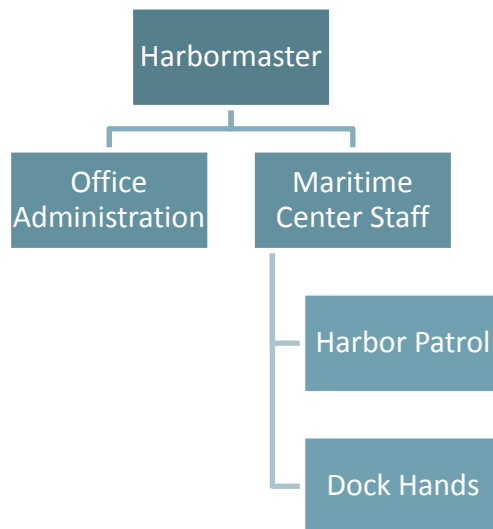 Harbormaster
Office
Administration
Maritime
Center Staff
Harbor Patrol
Dock Hands